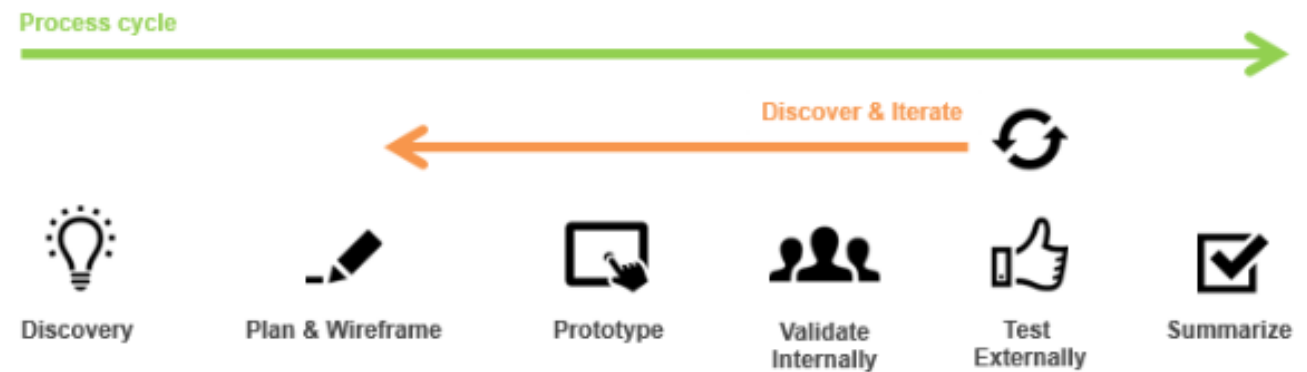 Process cycle
Discover & Iterate
Discovery
Plan & Wireframe
Prototype
Validate
Internally
Test
Externally
Summarize